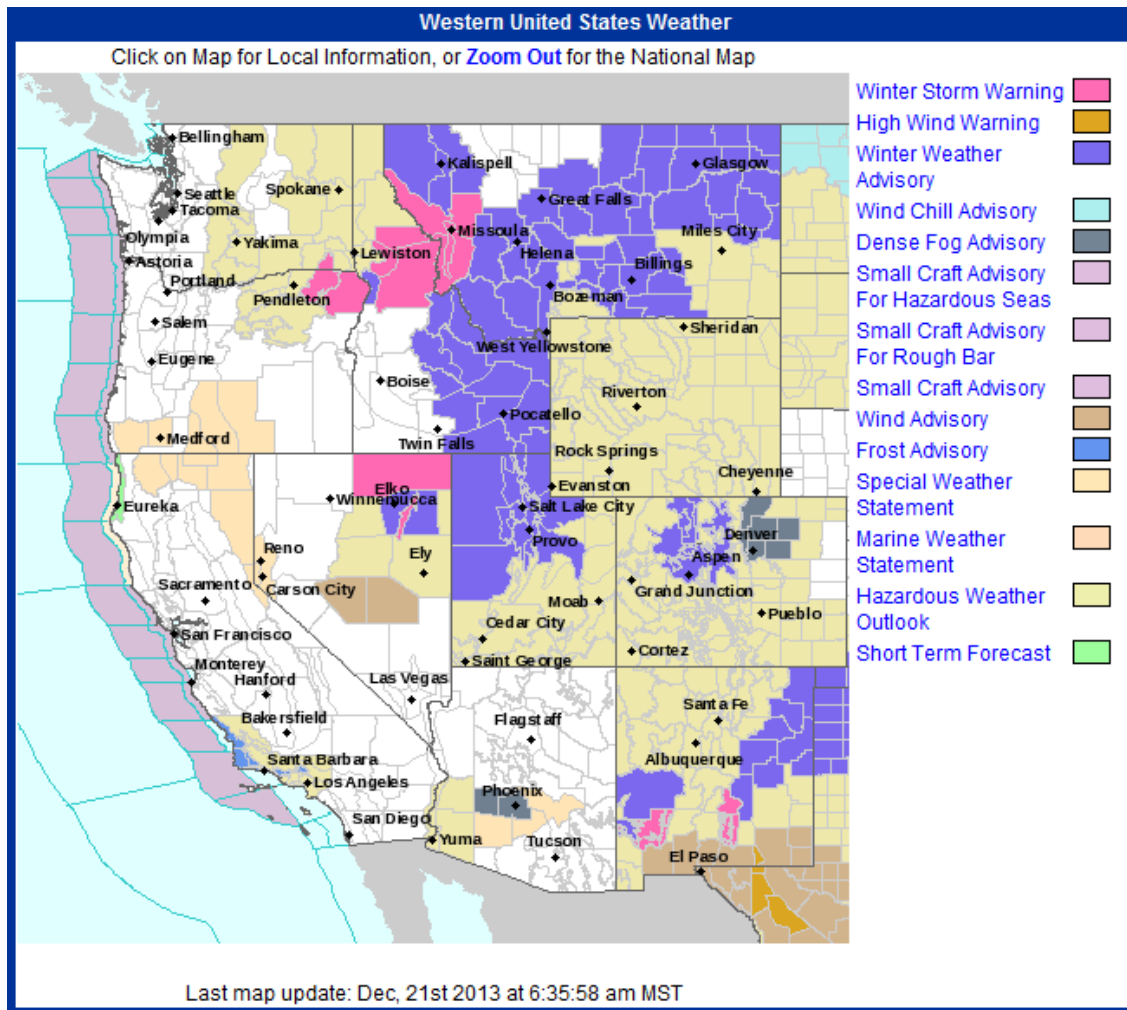 Western United States Weather
Click on Map for Local Information, or Zoom Out for the National Map
Bellingham
Seattle
Tacoma
Olympia
Astoria
Portland
Salem
Eugene
Medford
Spokane
Yakima
Pendleton
Lewiston
Kalispell
Missoula
Great Falls
Helena
Glasgow
Miles City
Billings
Bozeman
West Yellowstone
Sheridan
Boise
Twin Falls
Pocatello
Riverton
Rock Springs
Evanston
Cheyenne
Eureka
Winnemucca
Elko
Salt Lake City
Provo
Ely
Reno
Carson City
Sacramento
San Francisco
Monterey
Hanford
Bakersfield
Las Vegas
Santa Barbara
Los Angeles
San Diego
Moab
Cedar City
Saint George
Denver
Aspen
Grand Junction
Pueblo
Cortez
Flagstaff
Phoenix
Yuma
Tucson
Santa Fe
Albuquerque
El Paso
Winter Storm Warning
High Wind Warning
Winter Weather
Advisory
Wind Chill Advisory
Dense Fog Advisory
Small Craft Advisory
For Hazardous Seas
Small Craft Advisory
For Rough Bar
Small Craft Advisory
Wind Advisory
Frost Advisory
Special Weather
Statement
Marine Weather
Statement
Hazardous Weather
Outlook
Short Term Forecast
Last map update: Dec, 21st 2013 at 6:35:58 am MST